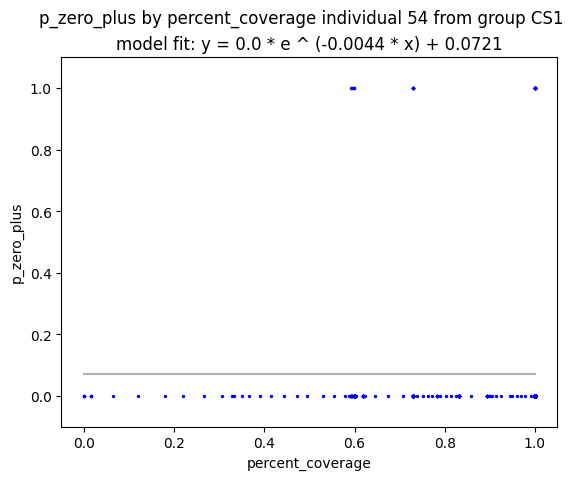 p_zero_plus by percent_coverage individual 54 from group CS1
model fit: y = 0.0 * e ^ (-0.0044 * x) + 0.0721
1.0
0.8
0.6
0.4
0.2
0.0
p_zero_plus
0.0 0.2 0.4 0.6 0.8 1.0
percent_coverage